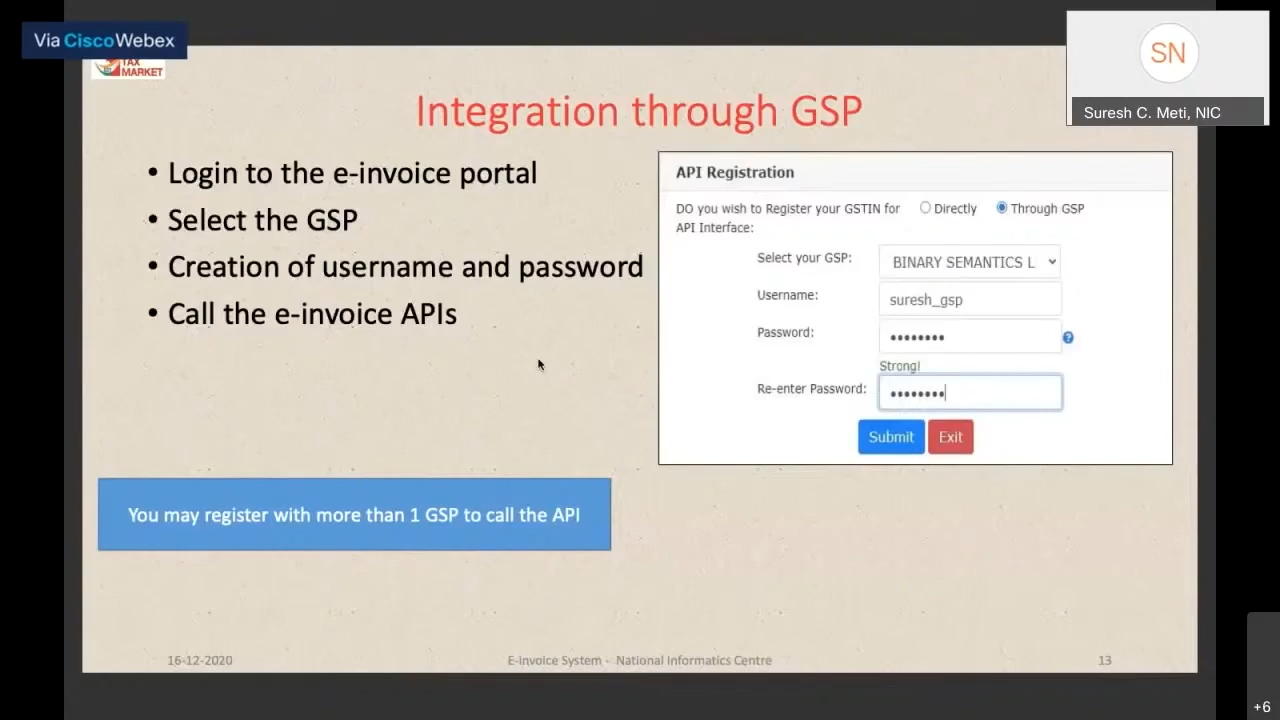 Via CiscoWebex
TAX
MARKET
SN
Suresh C. Meti, NIC
Integration through GSP
• Login to the e-invoice portal
• Select the GSP
• Creation of username and password
• Call the e-invoice APIs
API Registration
DO you wish to Register your GSTIN for
API Interface:
Directly
Through GSP
Select your GSP:
BINARY SEMANTICS L
Username:
suresh_gsp
Password:
••••••••
?
Strong!
Re-enter Password:
••••••••
Submit
Exit
You may register with more than 1 GSP to call the API
16-12-2020
E-Invoice System - National Informatics Centre
13
+6